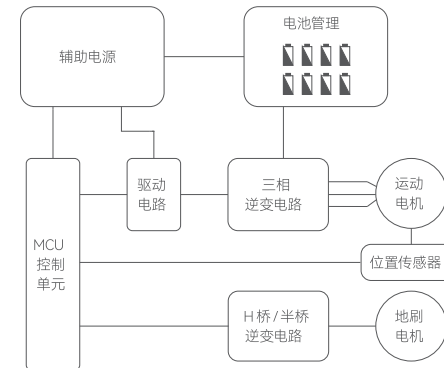 辅助电源
电池管理
驱动
电路
三相
逆变电路
运动
电机
MCU
控制
单元
位置传感器
H桥/半桥
逆变电路
地刷
电机